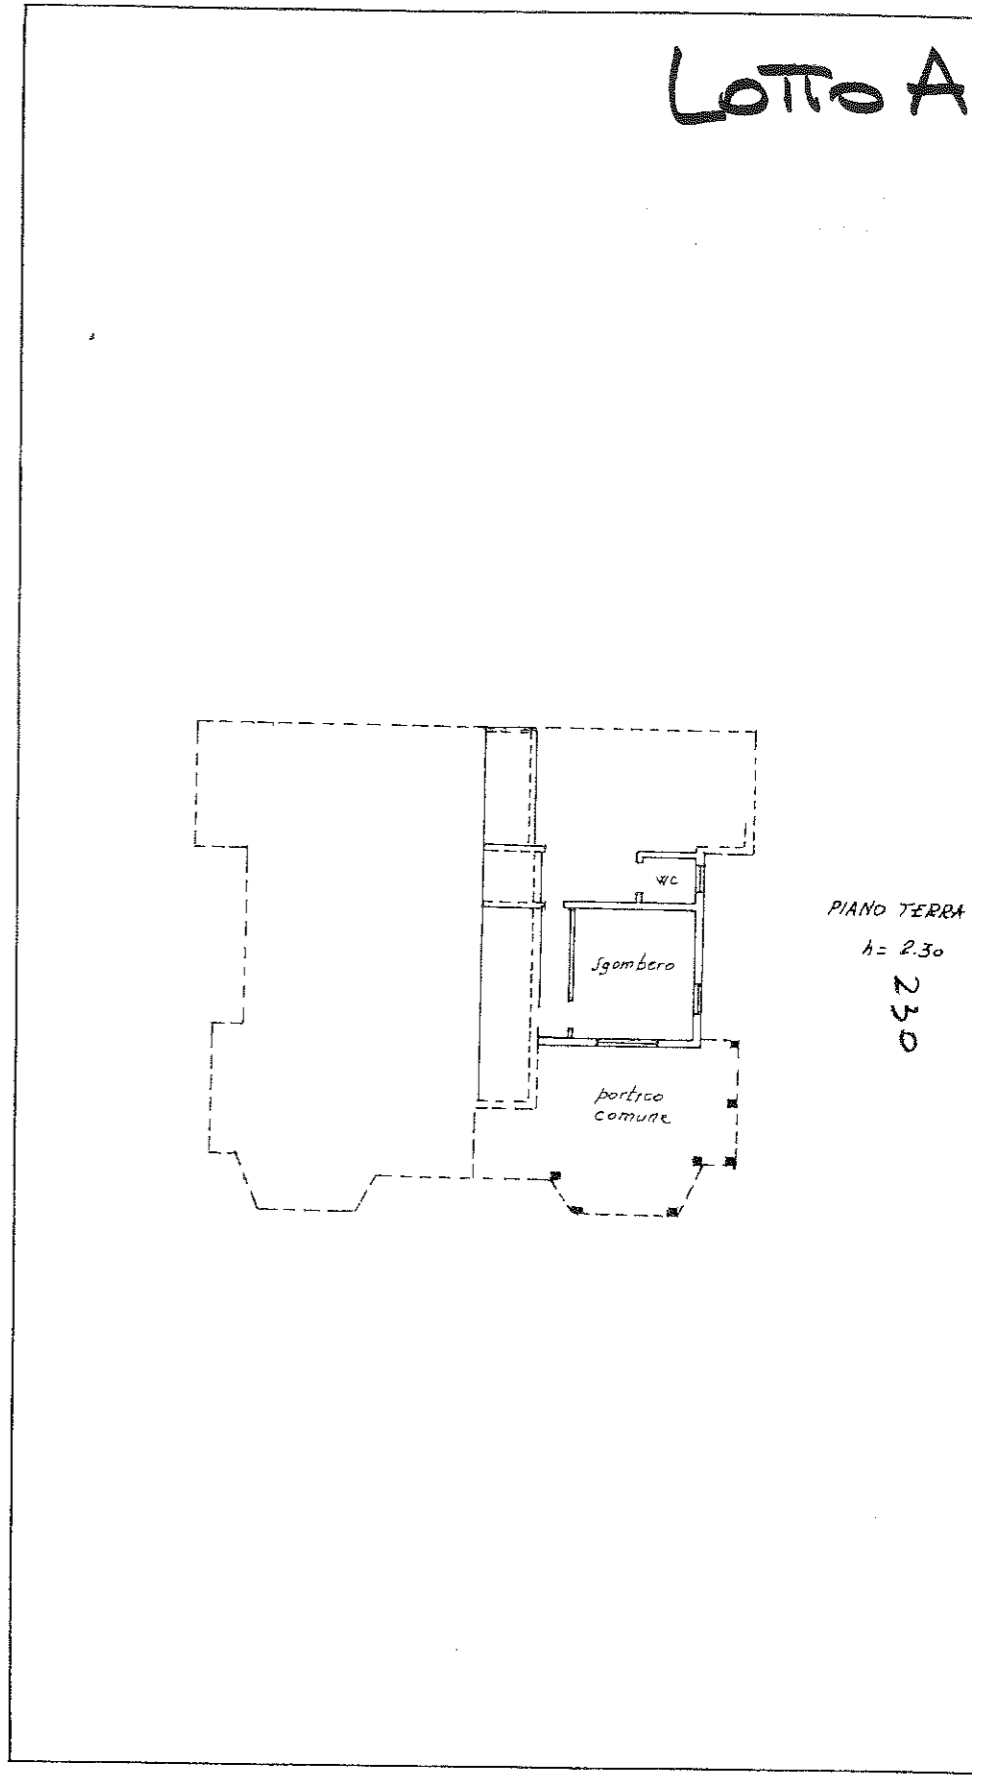 Lotto A
WC
PIANO TERRA
h= 2.30
230
Sgombero
portico
comune